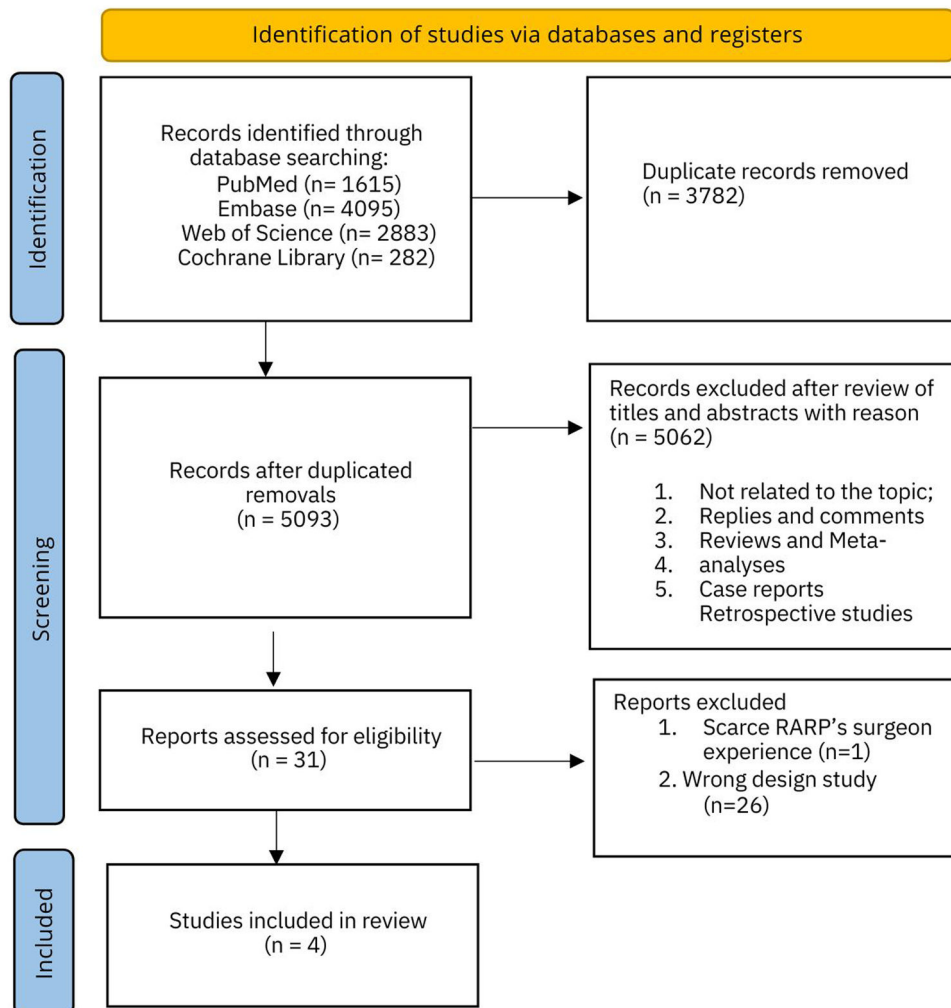 Identification of studies via databases and registers
Identification
Records identified through
database searching:
PubMed (n= 1615)
Embase (n= 4095)
Web of Science (n= 2883)
Cochrane Library (n= 282)
Duplicate records removed
(n = 3782)
Screening
Records after duplicated
removals
(n = 5093)
Records excluded after review of
titles and abstracts with reason
(n = 5062)
1. Not related to the topic;
2. Replies and comments
3. Reviews and Meta-
4. analyses
5. Case reports
Retrospective studies
Reports assessed for eligibility
(n = 31)
Reports excluded
1. Scarce RARP’s surgeon
experience (n=1)
2. Wrong design study
(n=26)
Included
Studies included in review
(n = 4)